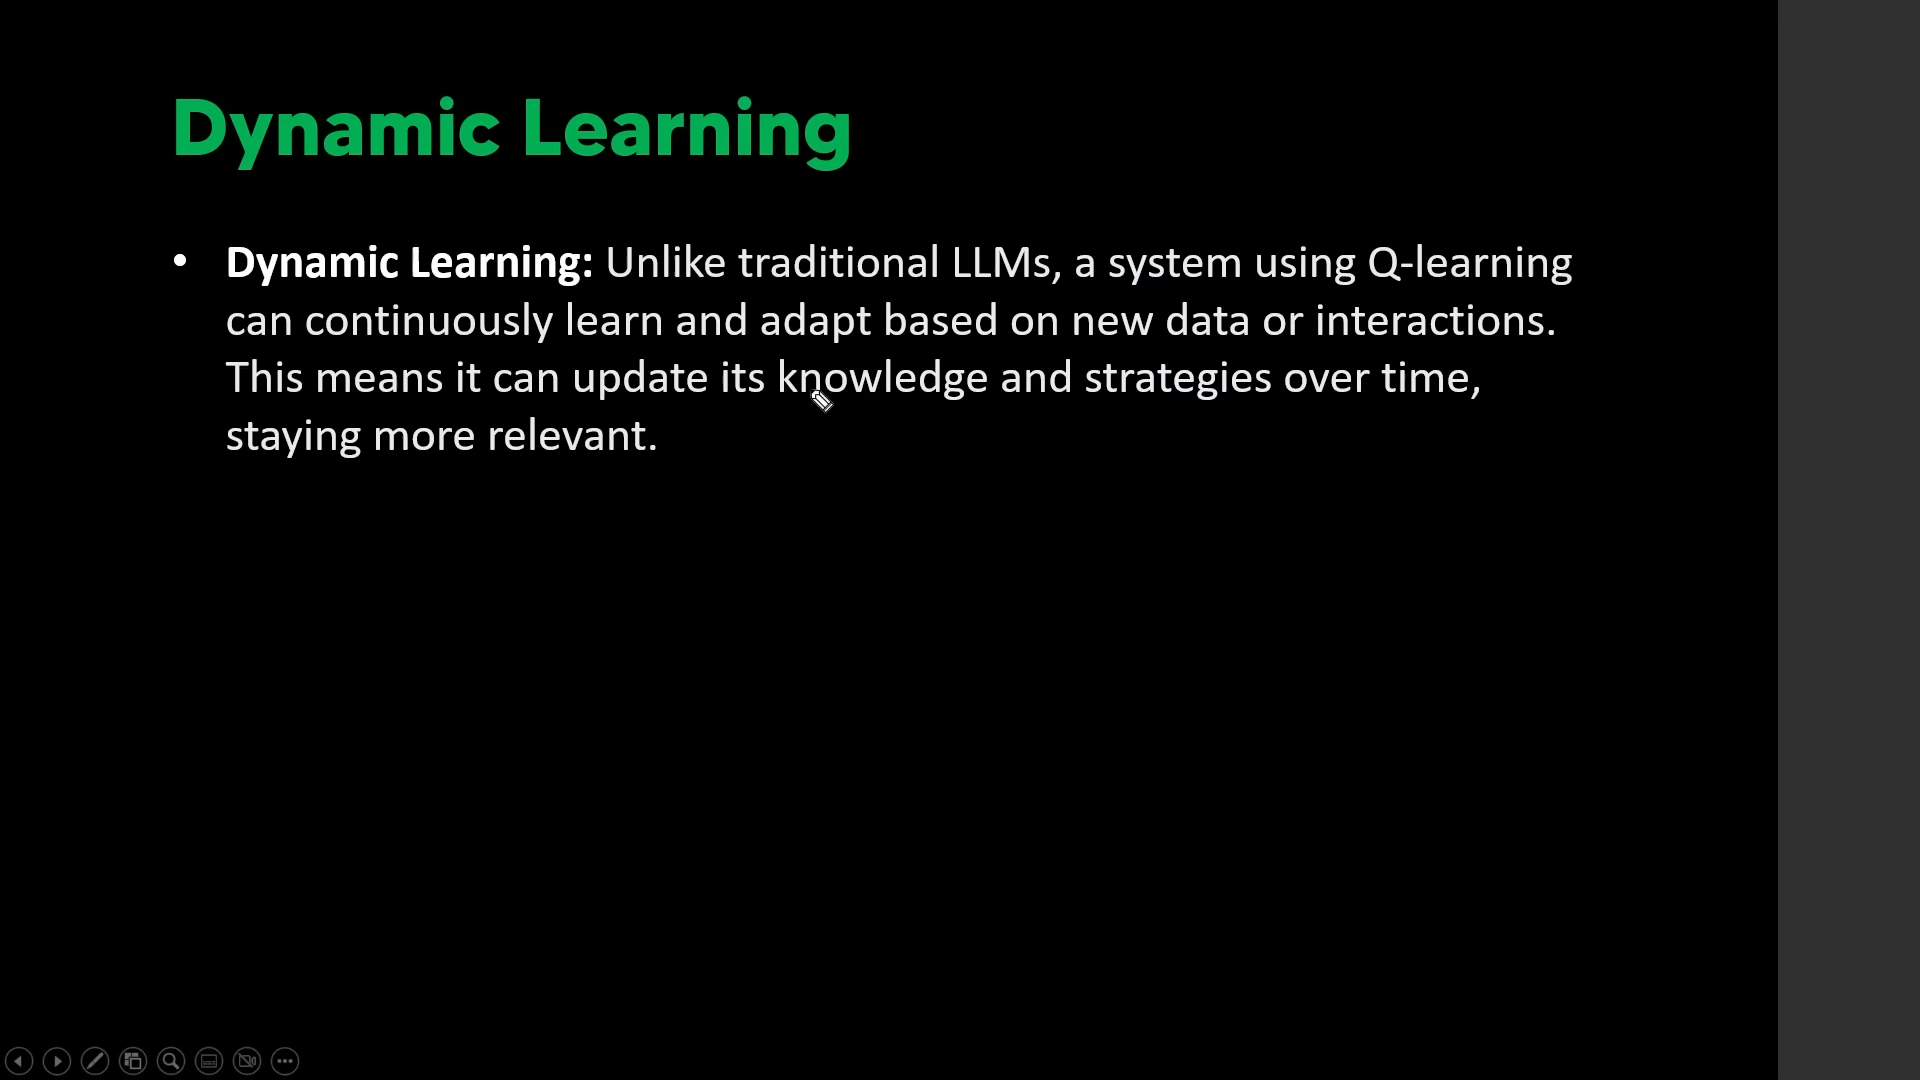 Dynamic Learning
• Dynamic Learning: Unlike traditional LLMs, a system using Q-learning
can continuously learn and adapt based on new data or interactions.
This means it can update its knowledge and strategies over time,
staying more relevant.